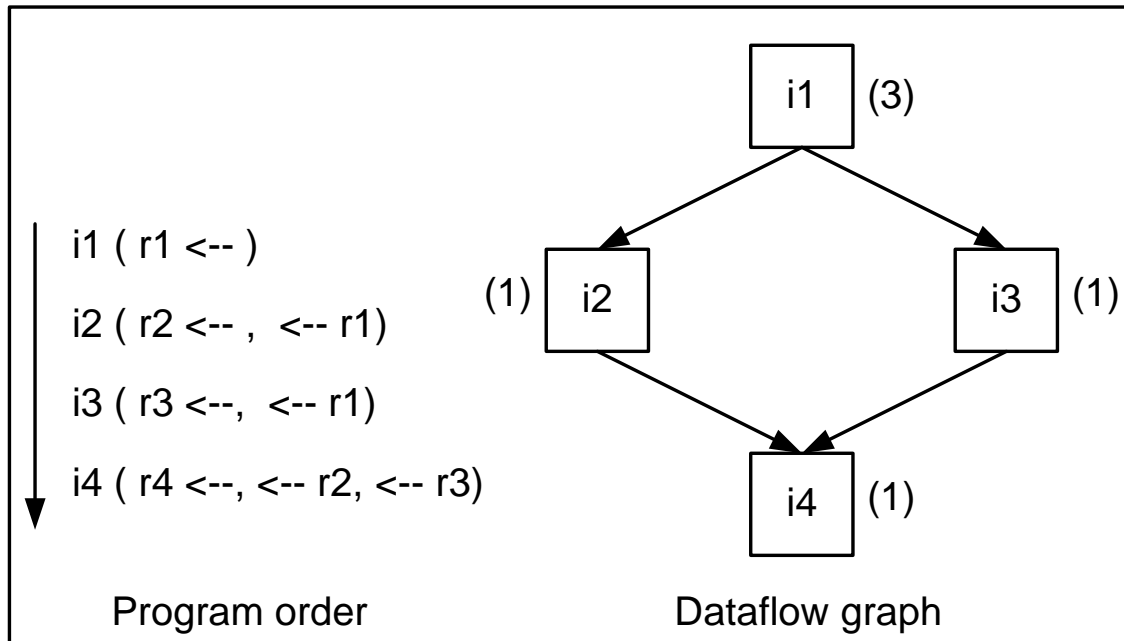 i1 ( r1 <-- )
i2 ( r2 <-- ,  <-- r1)
i3 ( r3 <--,  <-- r1)
i4 ( r4 <--, <-- r2, <-- r3)
Program order
i1 (3)
(1) i2
i3 (1)
i4 (1)
Dataflow graph